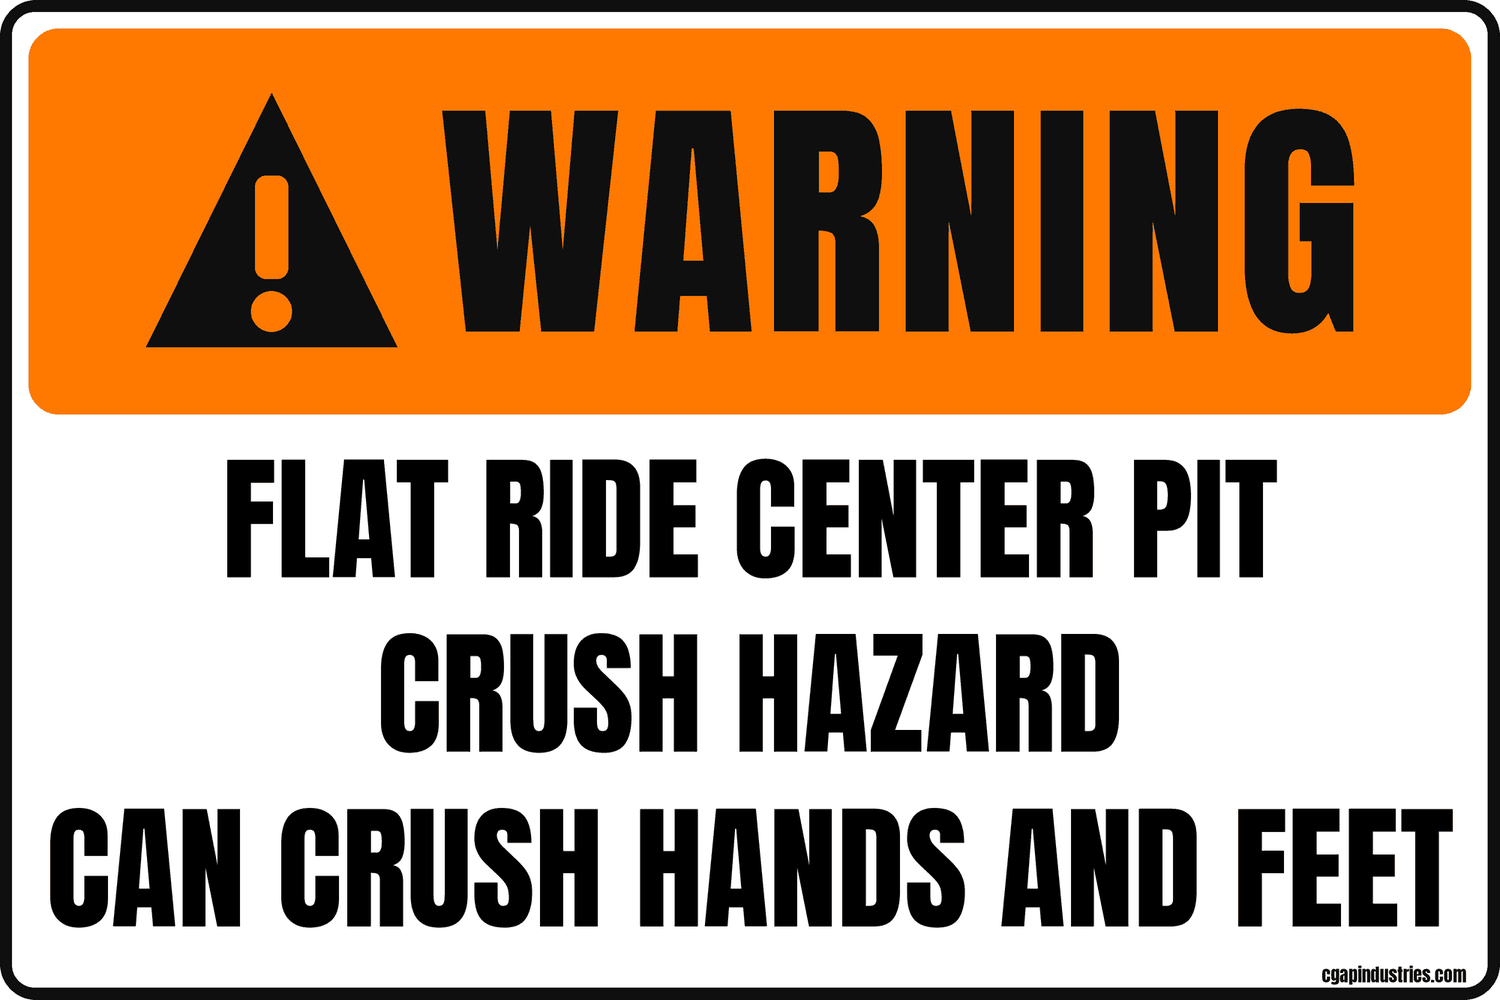 WARNING
FLAT RIDE CENTER PIT
CRUSH HAZARD
CAN CRUSH HANDS AND FEET
cgapindustries.com